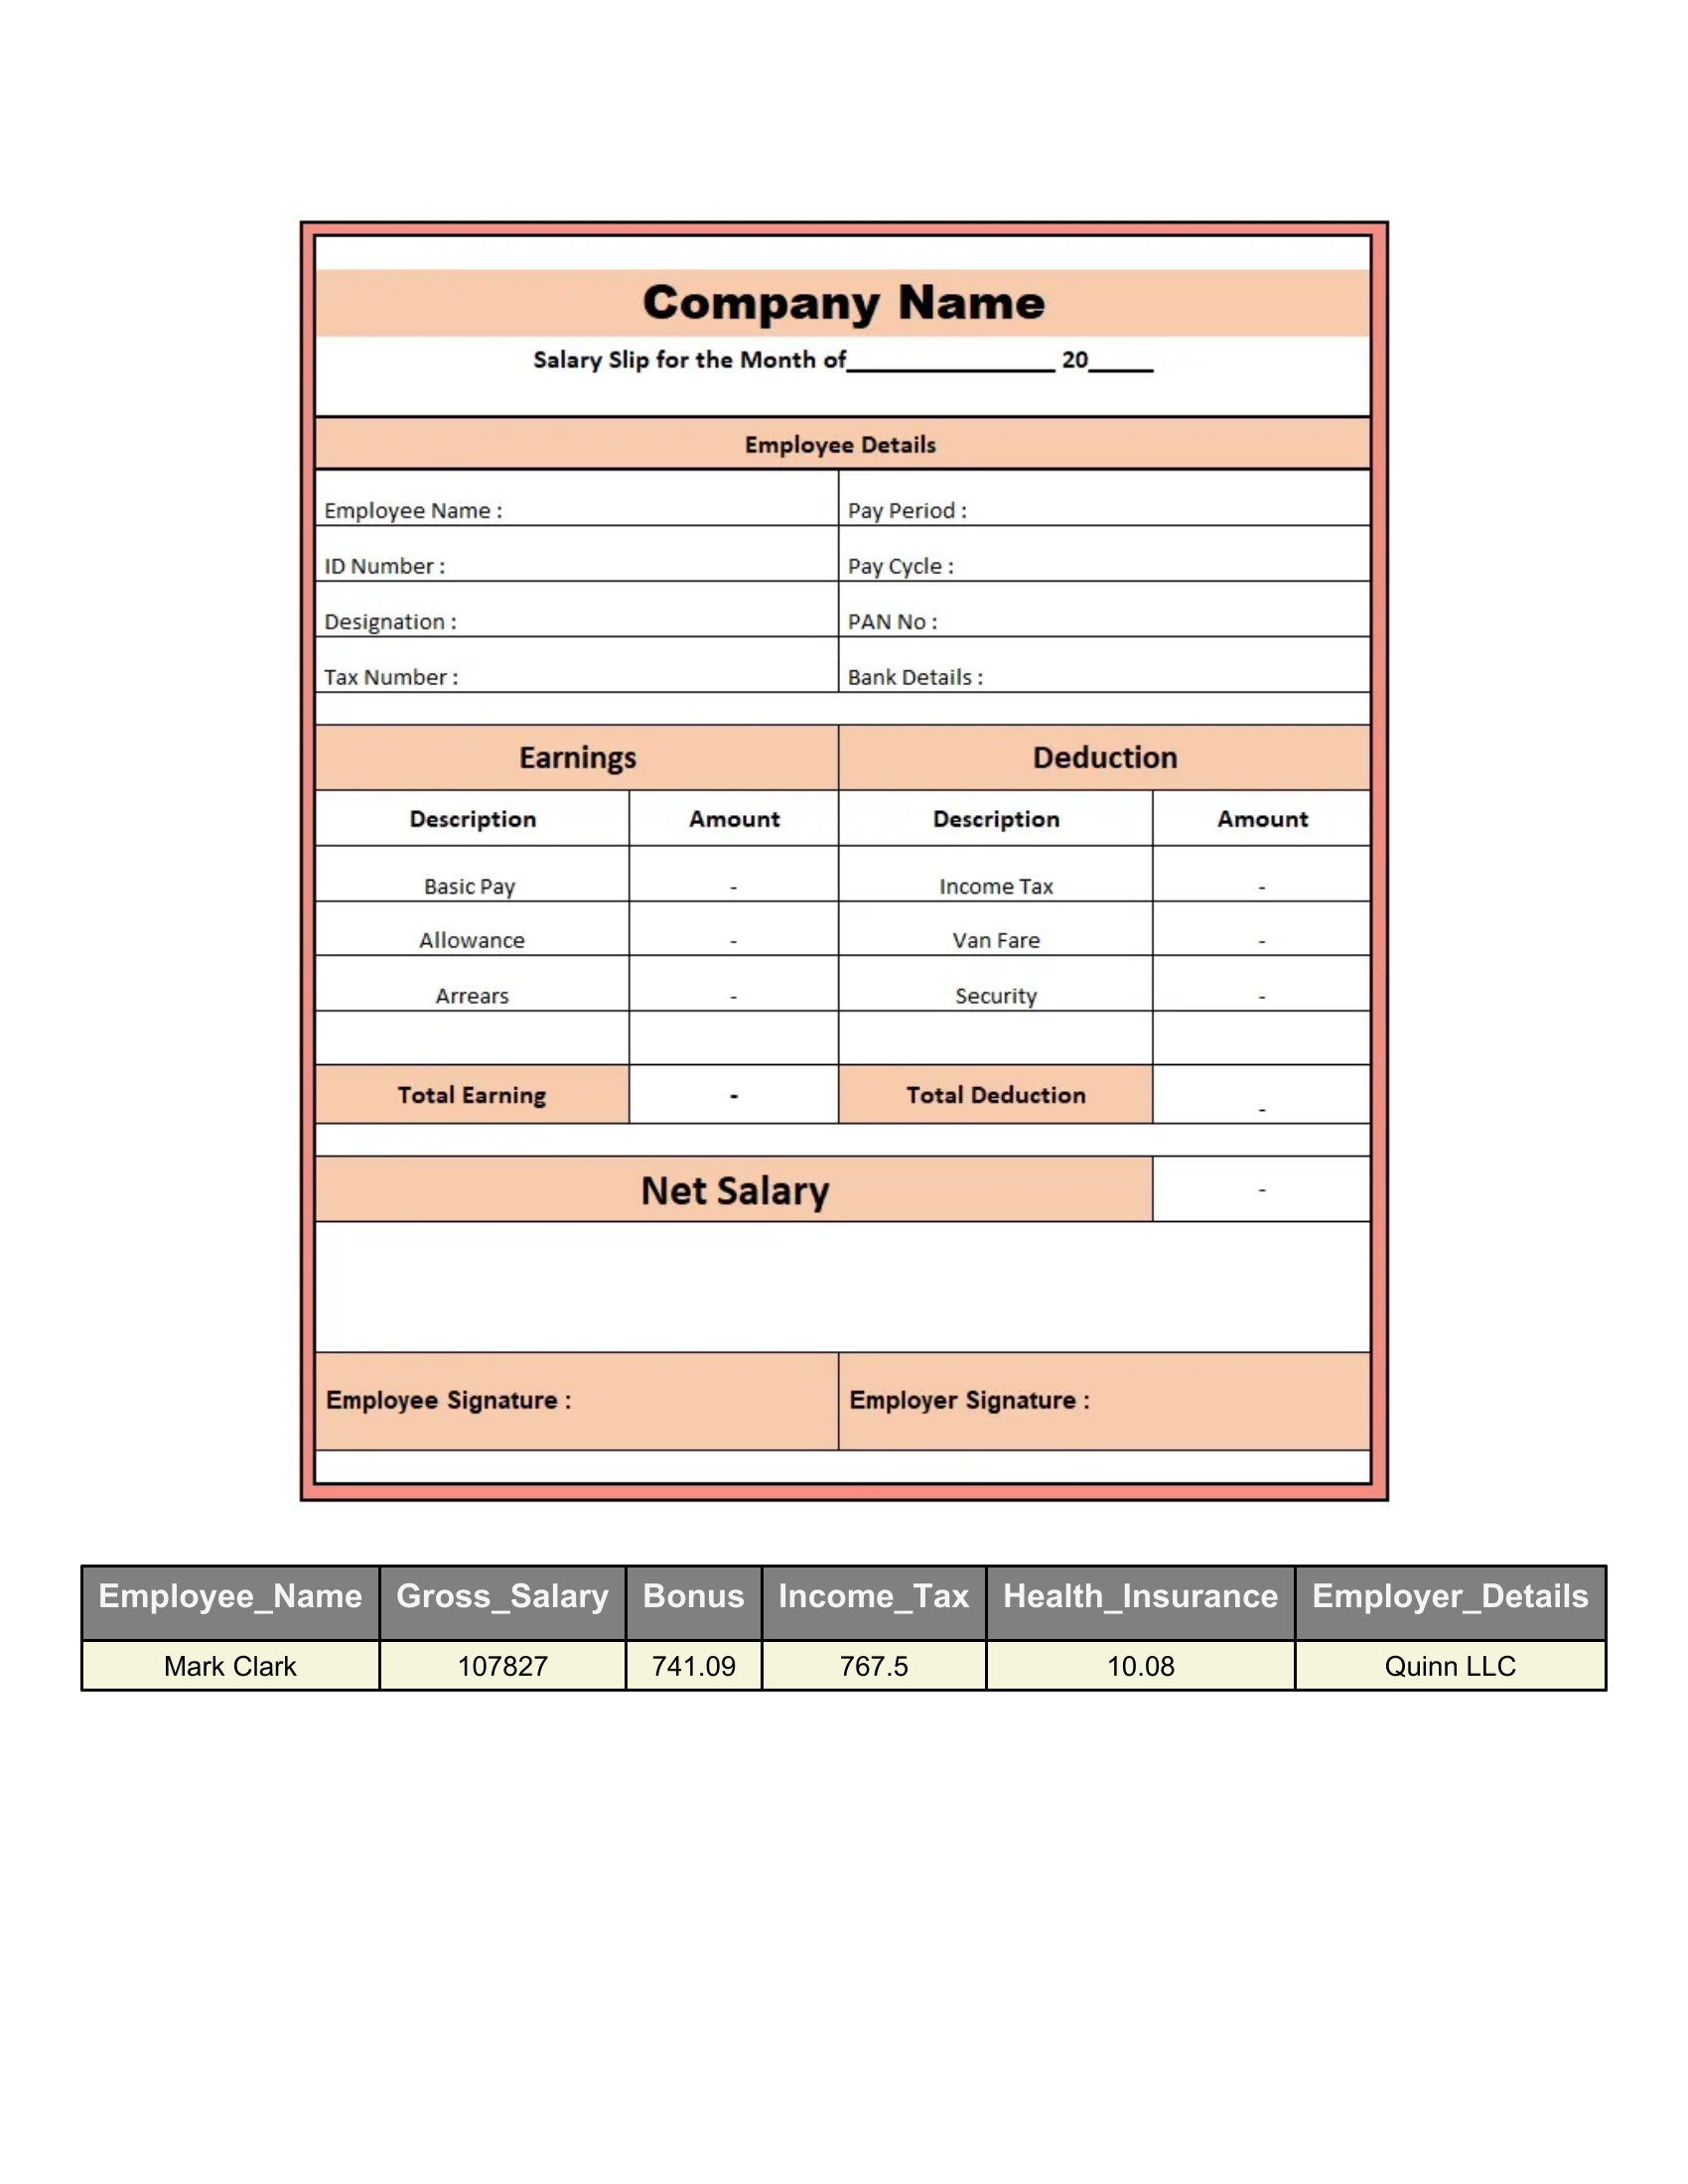 Company Name
Salary Slip for the Month of________________ 20_____
Employee Details
Employee Name : Pay Period :
ID Number : Pay Cycle :
Designation : PAN No :
Tax Number : Bank Details :
Earnings Deduction
Description Amount Description Amount
Basic Pay - Income Tax -
Allowance - Van Fare -
Arrears - Security -
Total Earning - Total Deduction -
Net Salary -
Employee Signature : Employer Signature :
Employee_Name Gross_Salary Bonus Income_Tax Health_Insurance Employer_Details
Mark Clark 107827 741.09 767.5 10.08 Quinn LLC